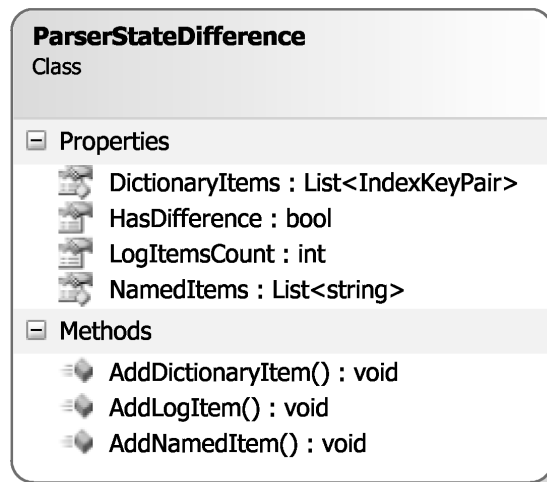 ParserStateDifference
Class
Properties
DictionaryItems : List<IndexKeyPair>
HasDifference : bool
LogItemsCount : int
NamedItems : List<string>
Methods
AddDictionaryItem() : void
AddLogItem() : void
AddNamedItem() : void